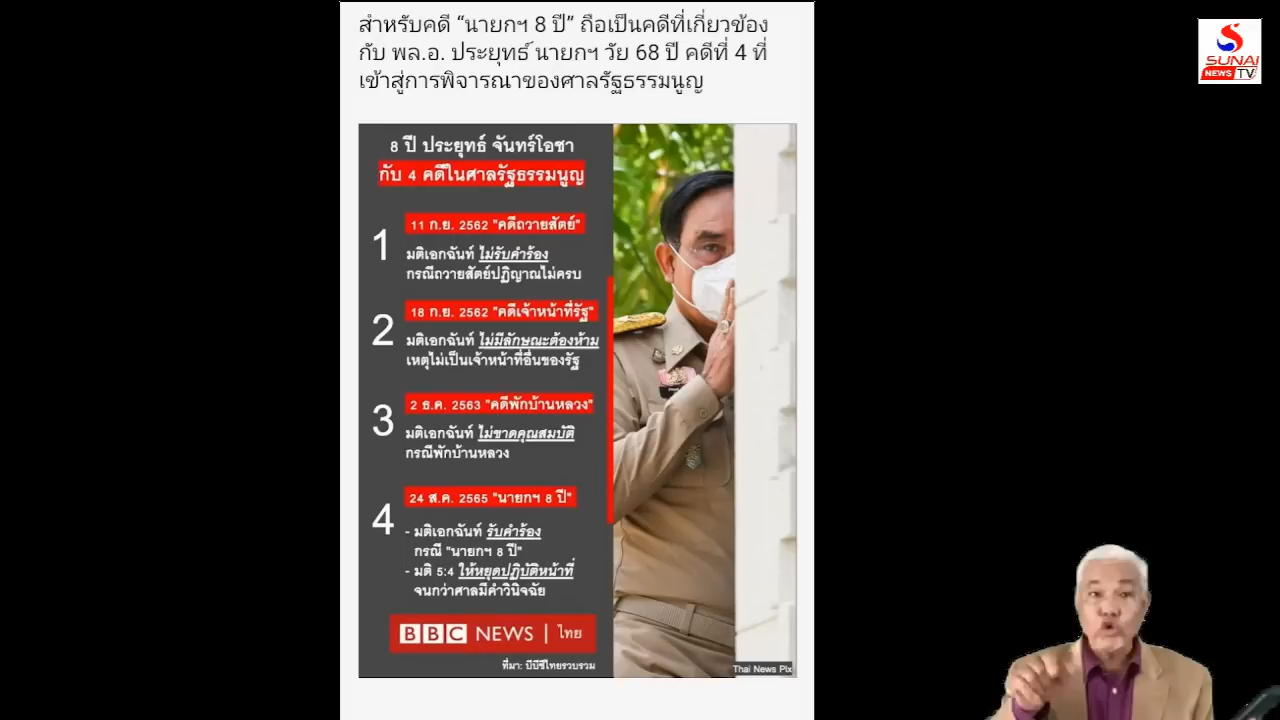 สำหรับคดี “นายกฯ 8 ปี” ถือเป็นคดีที่เกี่ยวข้อง
กับ พล.อ. ประยุทธ์ นายกฯ วัย 68 ปี คดีที่ 4 ที่
เข้าสู่การพิจารณาของศาลรัฐธรรมนูญ
SUNAI
NEWS TV
8 ปี ประยุทธ์ จันทร์โอชา
กับ 4 คดีในศาลรัฐธรรมนูญ
1
11 ก.ย. 2562 "คดีถวายสัตย์"
มติเอกฉันท์ ไม่รับคำร้อง
กรณีถวายสัตย์ปฏิญาณไม่ครบ
2
18 ก.ย. 2562 "คดีเจ้าหน้าที่รัฐ"
มติเอกฉันท์ ไม่มีลักษณะต้องห้าม
เหตุไม่เป็นเจ้าหน้าที่อื่นของรัฐ
3
2 ธ.ค. 2563 "คดีพักบ้านหลวง"
มติเอกฉันท์ ไม่ขาดคุณสมบัติ
กรณีพักบ้านหลวง
4
24 ส.ค. 2565 "นายกฯ 8 ปี"
- มติเอกฉันท์ รับคำร้อง
กรณี "นายกฯ 8 ปี"
- มติ 5:4 ให้หยุดปฏิบัติหน้าที่
จนกว่าศาลมีคำวินิจฉัย
BBC NEWS | ไทย
ที่มา: บีบีซีไทยรวบรวม
Thai News Pix